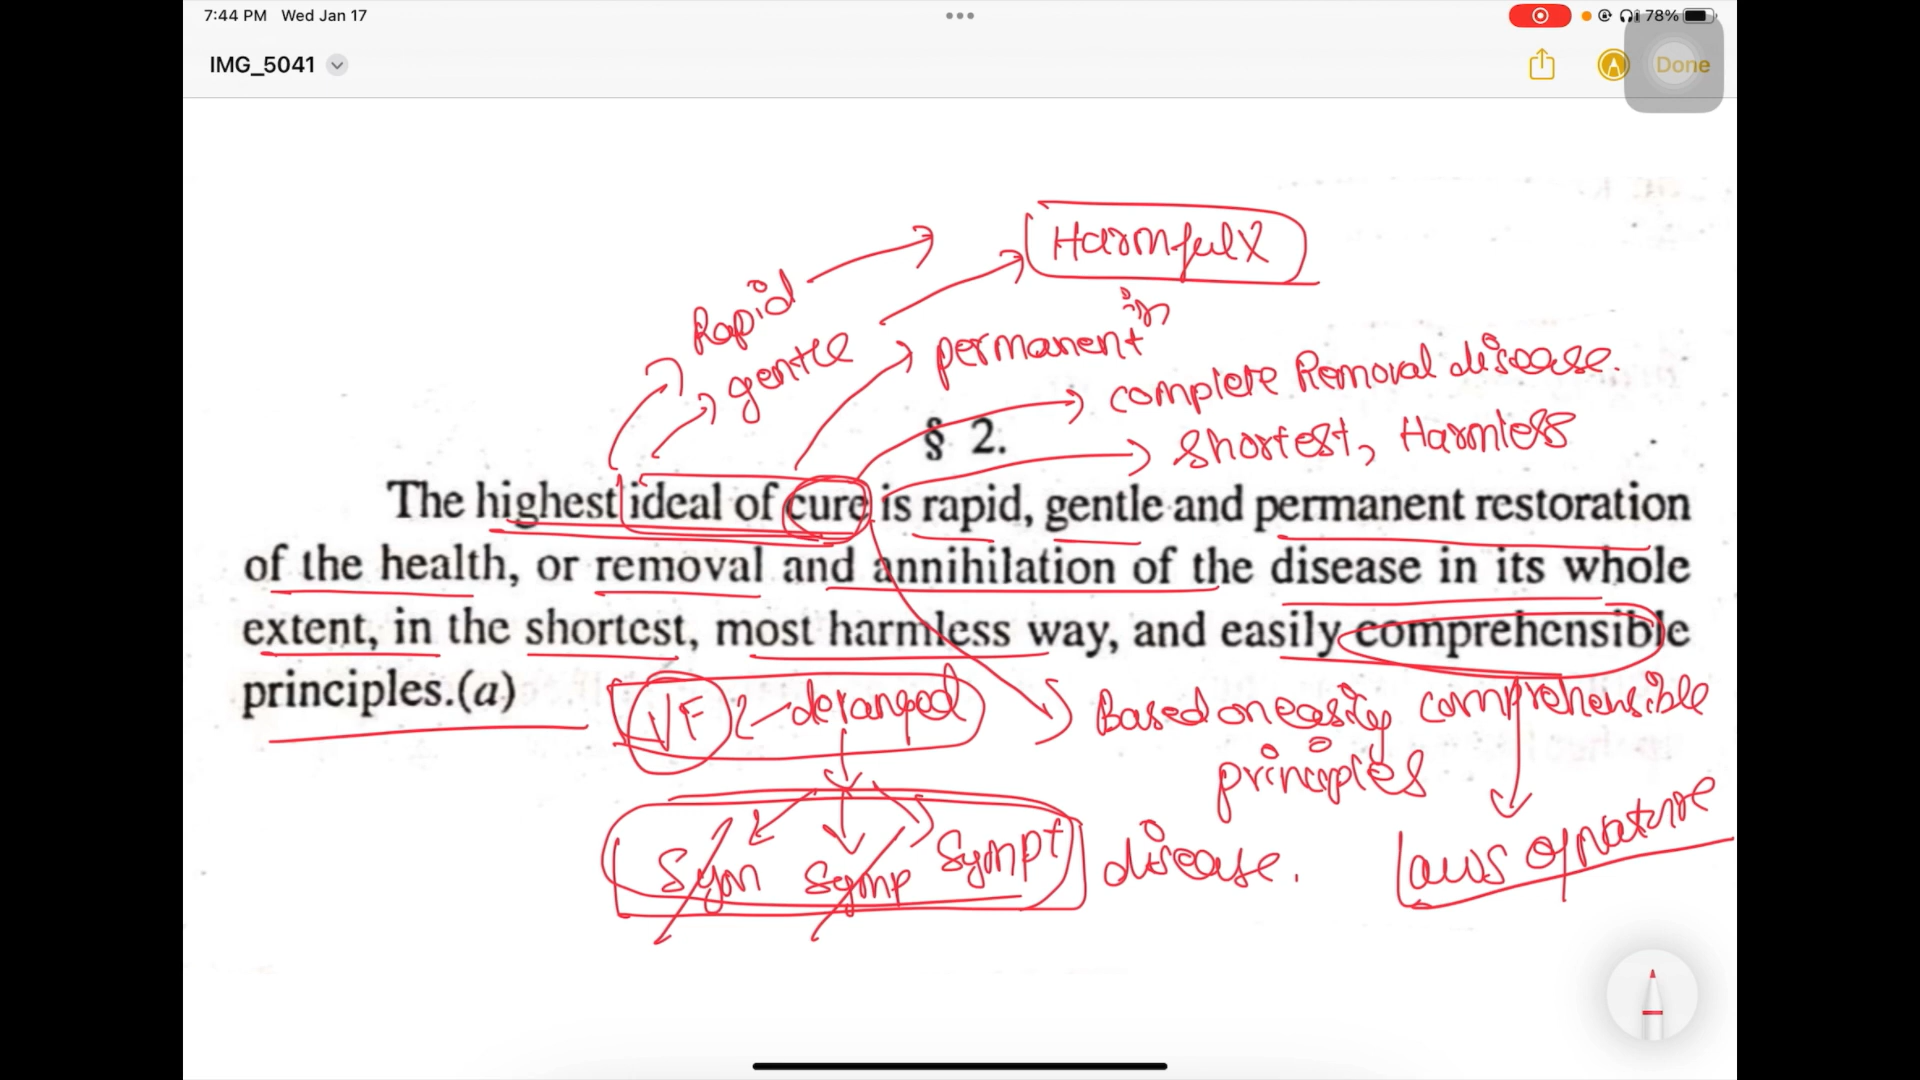 7:44 PM Wed Jan 17
78%
IMG_5041
Done
Harmful X
Rapid
gentle
in
permanent
complete Removal disease.
Shortest, Harmless
§ 2.
The highest ideal of cure is rapid, gentle and permanent restoration
of the health, or removal and annihilation of the disease in its whole
extent, in the shortest, most harmless way, and easily comprehensible
principles.(a)
VF deranged
Based on easily comprehensible
principles
Sym Symp Sympt disease.
laws of nature